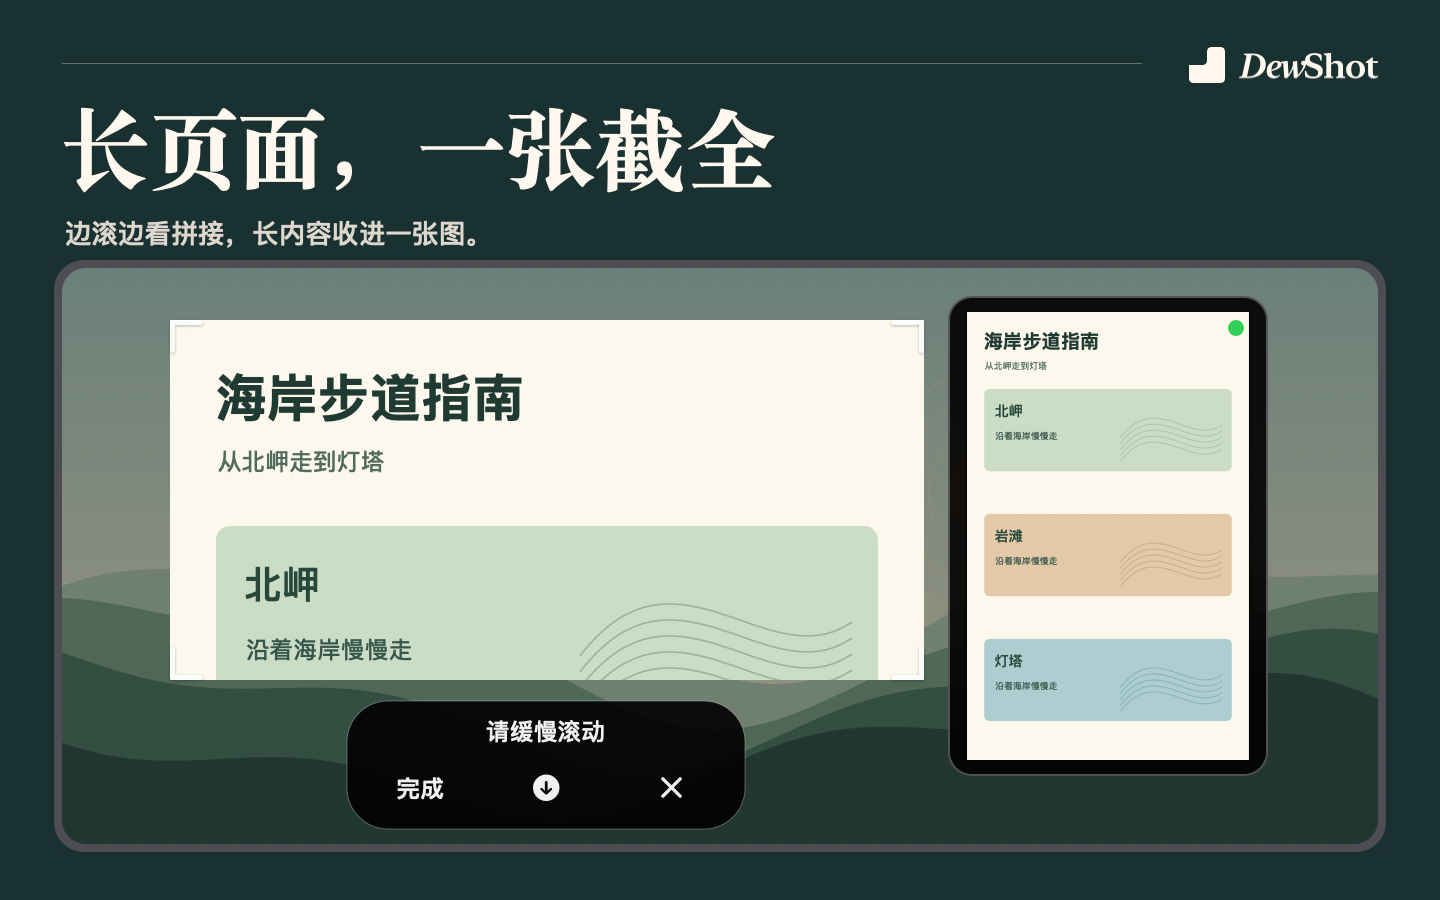 DewShot
长页面，一张截全
边滚边看拼接，长内容收进一张图。
海岸步道指南
从北岬走到灯塔
北岬
沿着海岸慢慢走
请缓慢滚动
完成
海岸步道指南
从北岬走到灯塔
北岬
沿着海岸慢慢走
岩滩
沿着海岸慢慢走
灯塔
沿着海岸慢慢走